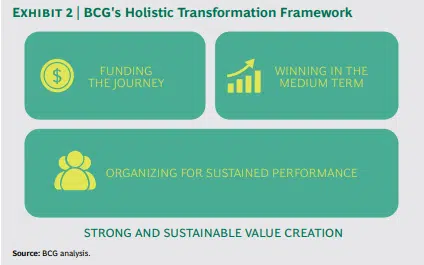 EXHIBIT 2 | BCG's Holistic Transformation Framework
$
FUNDING
THE JOURNEY
WINNING IN THE
MEDIUM TERM
ORGANIZING FOR SUSTAINED PERFORMANCE
STRONG AND SUSTAINABLE VALUE CREATION
Source: BCG analysis.